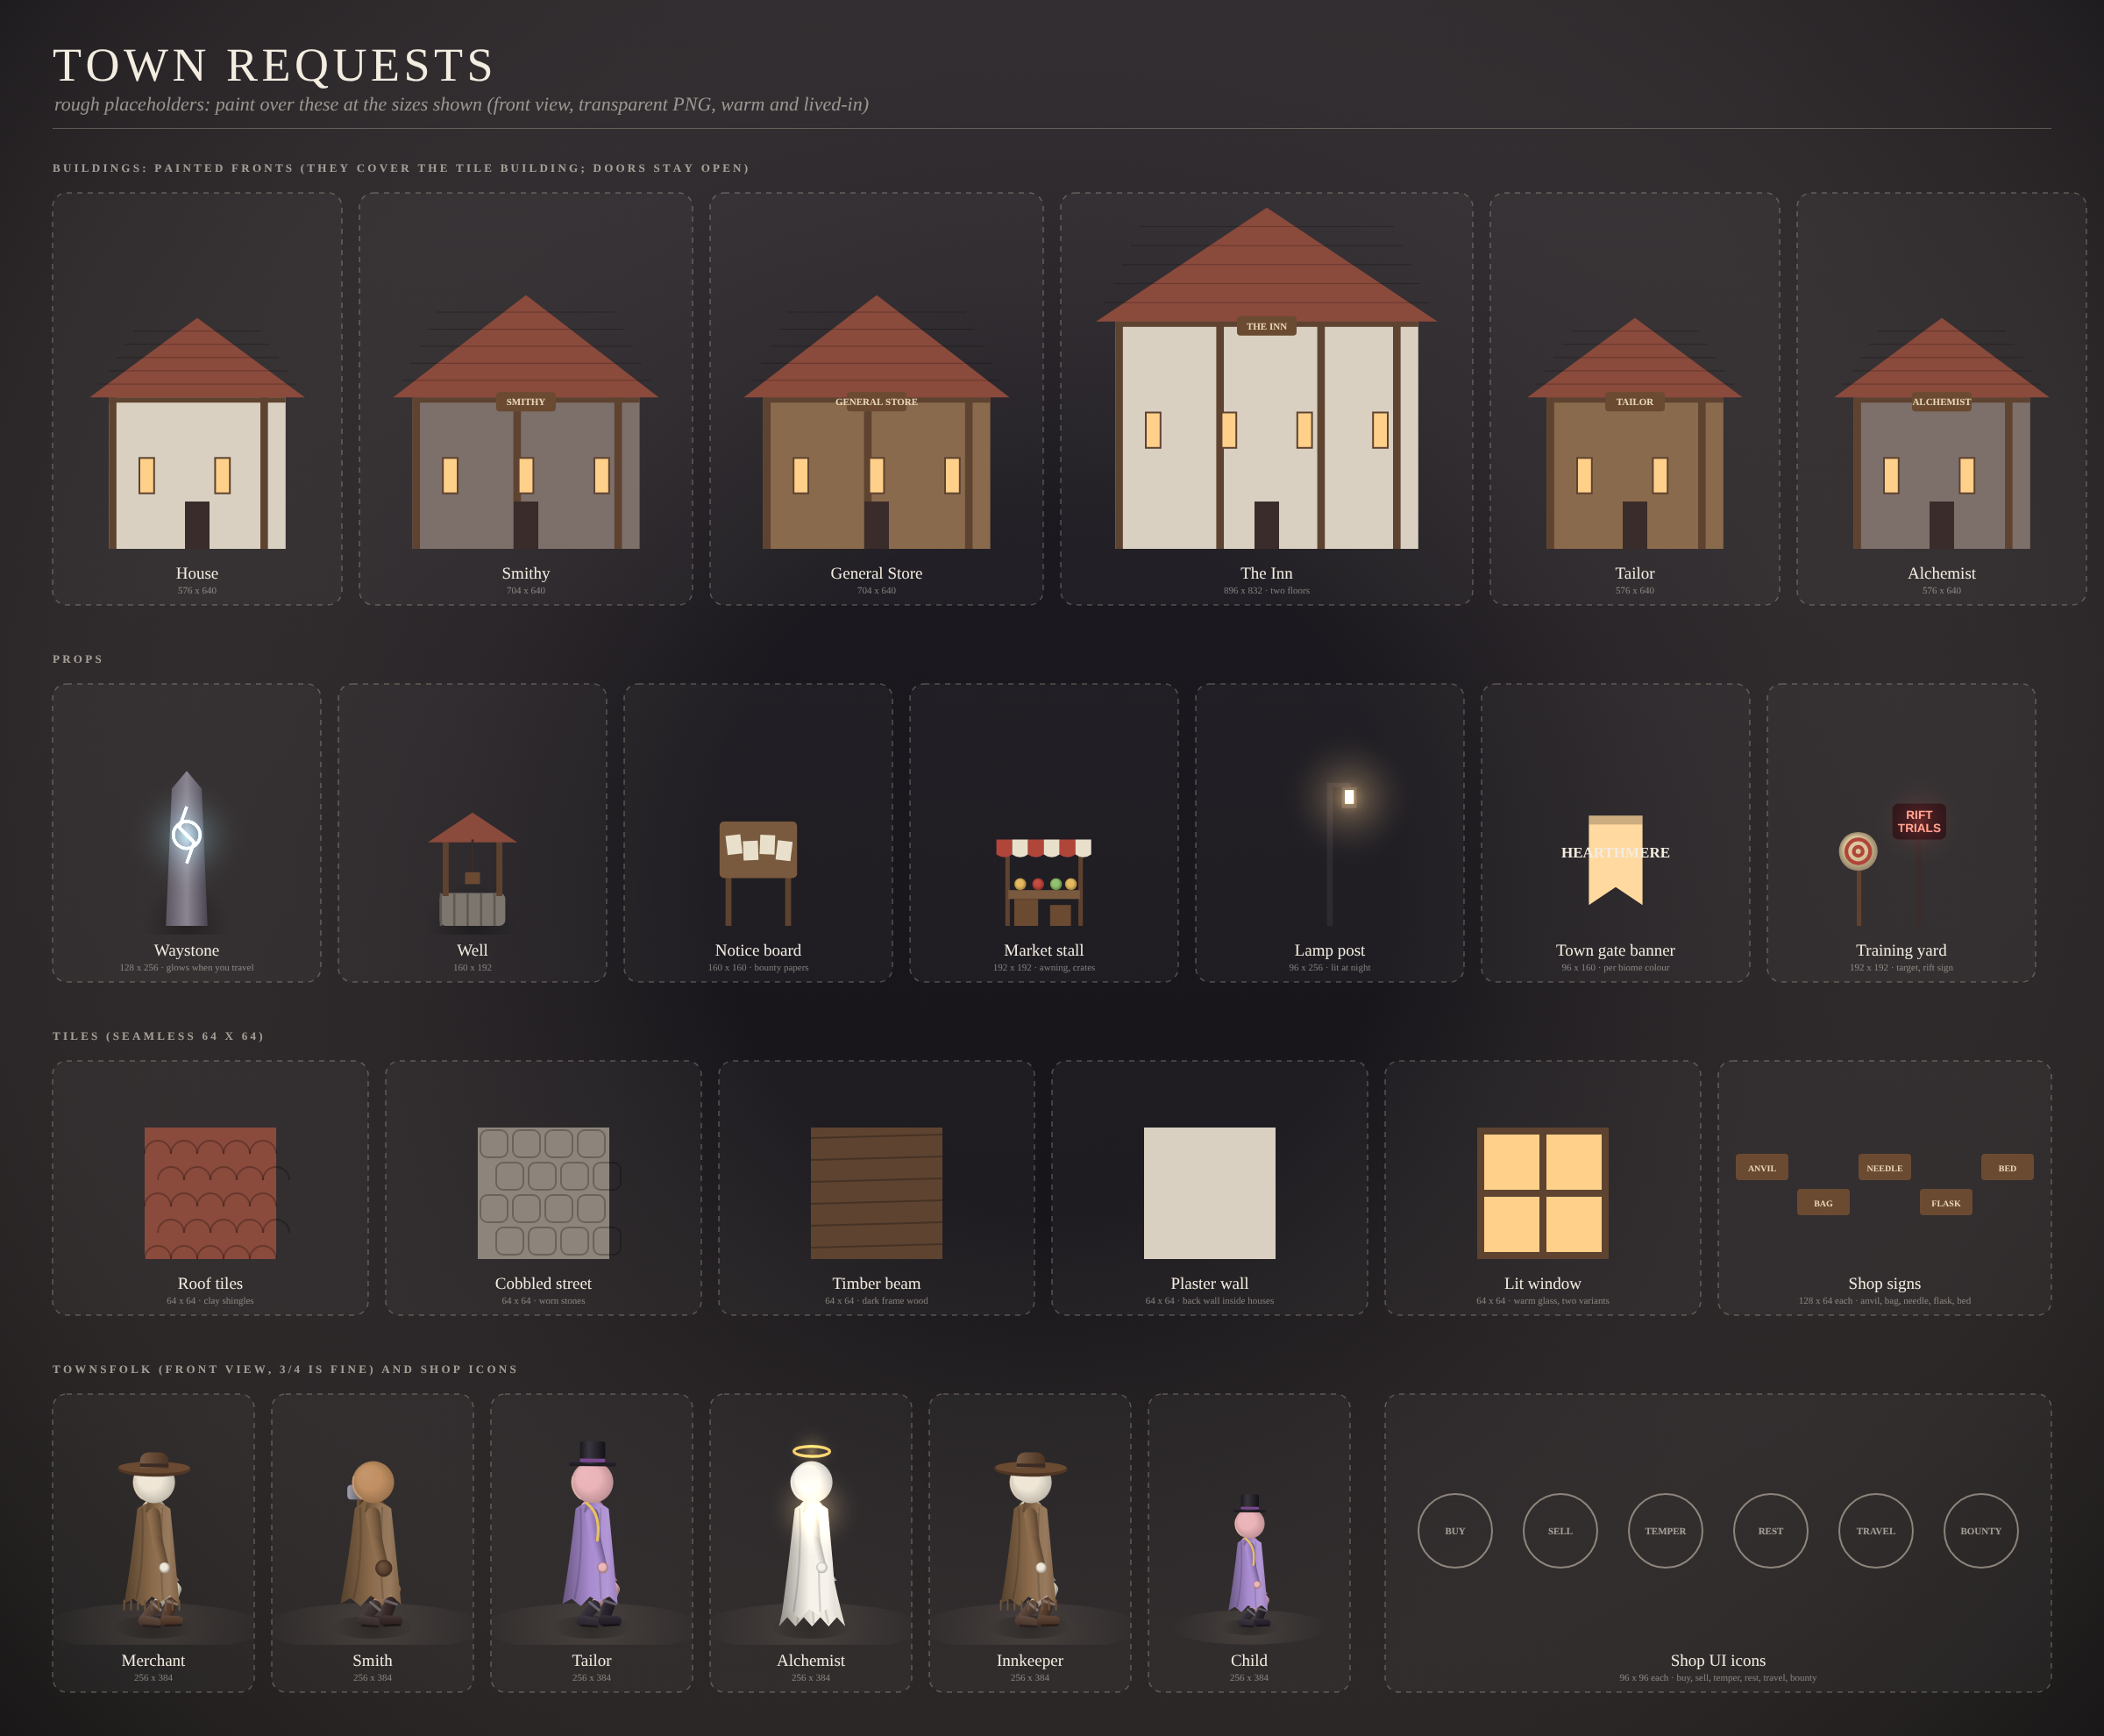 TOWN REQUESTS
rough placeholders: paint over these at the sizes shown (front view, transparent PNG, warm and lived-in)
BUILDINGS: PAINTED FRONTS (THEY COVER THE TILE BUILDING; DOORS STAY OPEN)
THE INN
SMITHY
GENERAL STORE
TAILOR
ALCHEMIST
House
576 x 640
Smithy
704 x 640
General Store
704 x 640
The Inn
896 x 832 · two floors
Tailor
576 x 640
Alchemist
576 x 640
PROPS
HEARTHMERE
RIFT
TRIALS
Waystone
128 x 256 · glows when you travel
Well
160 x 192
Notice board
160 x 160 · bounty papers
Market stall
192 x 192 · awning, crates
Lamp post
96 x 256 · lit at night
Town gate banner
96 x 160 · per biome colour
Training yard
192 x 192 · target, rift sign
TILES (SEAMLESS 64 X 64)
ANVIL
NEEDLE
BED
BAG
FLASK
Roof tiles
64 x 64 · clay shingles
Cobbled street
64 x 64 · worn stones
Timber beam
64 x 64 · dark frame wood
Plaster wall
64 x 64 · back wall inside houses
Lit window
64 x 64 · warm glass, two variants
Shop signs
128 x 64 each · anvil, bag, needle, flask, bed
TOWNSFOLK (FRONT VIEW, 3/4 IS FINE) AND SHOP ICONS
BUY
SELL
TEMPER
REST
TRAVEL
BOUNTY
Merchant
256 x 384
Smith
256 x 384
Tailor
256 x 384
Alchemist
256 x 384
Innkeeper
256 x 384
Child
256 x 384
Shop UI icons
96 x 96 each · buy, sell, temper, rest, travel, bounty